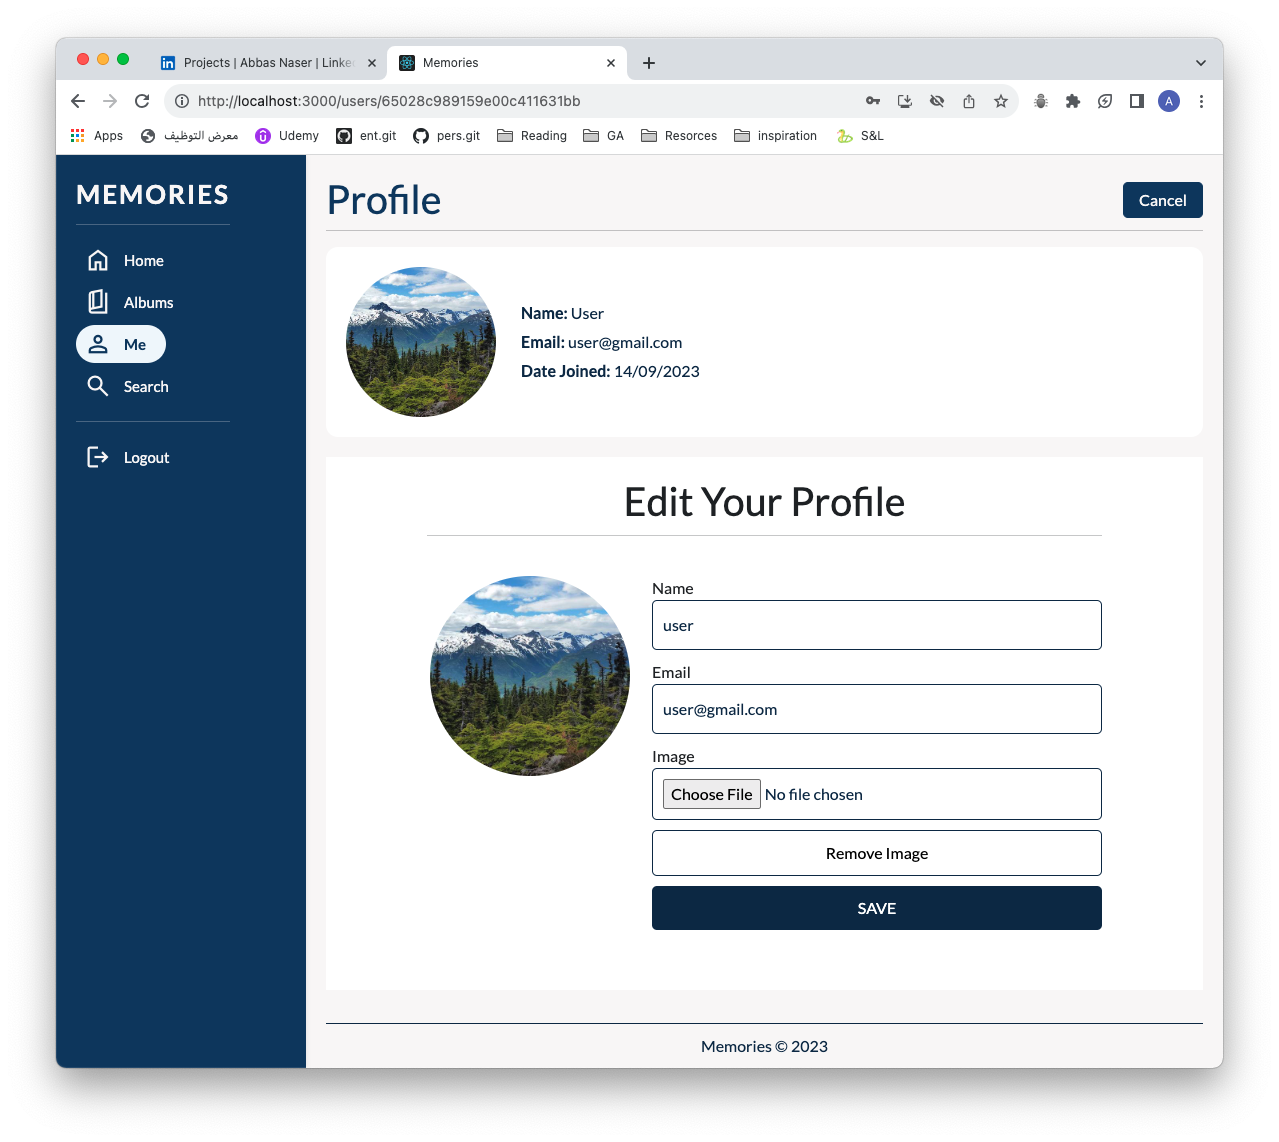 Projects | Abbas Naser | Linke
Memories
http://localhost:3000/users/65028c989159e00c411631bb
A
Apps
معرض التوظيف
Udemy
ent.git
pers.git
Reading
GA
Resorces
inspiration
S&L
MEMORIES
Home
Albums
Me
Search
Logout
Profile
Cancel
Name: User
Email: user@gmail.com
Date Joined: 14/09/2023
Edit Your Profile
Name
user
Email
user@gmail.com
Image
Choose File No file chosen
Remove Image
SAVE
Memories © 2023